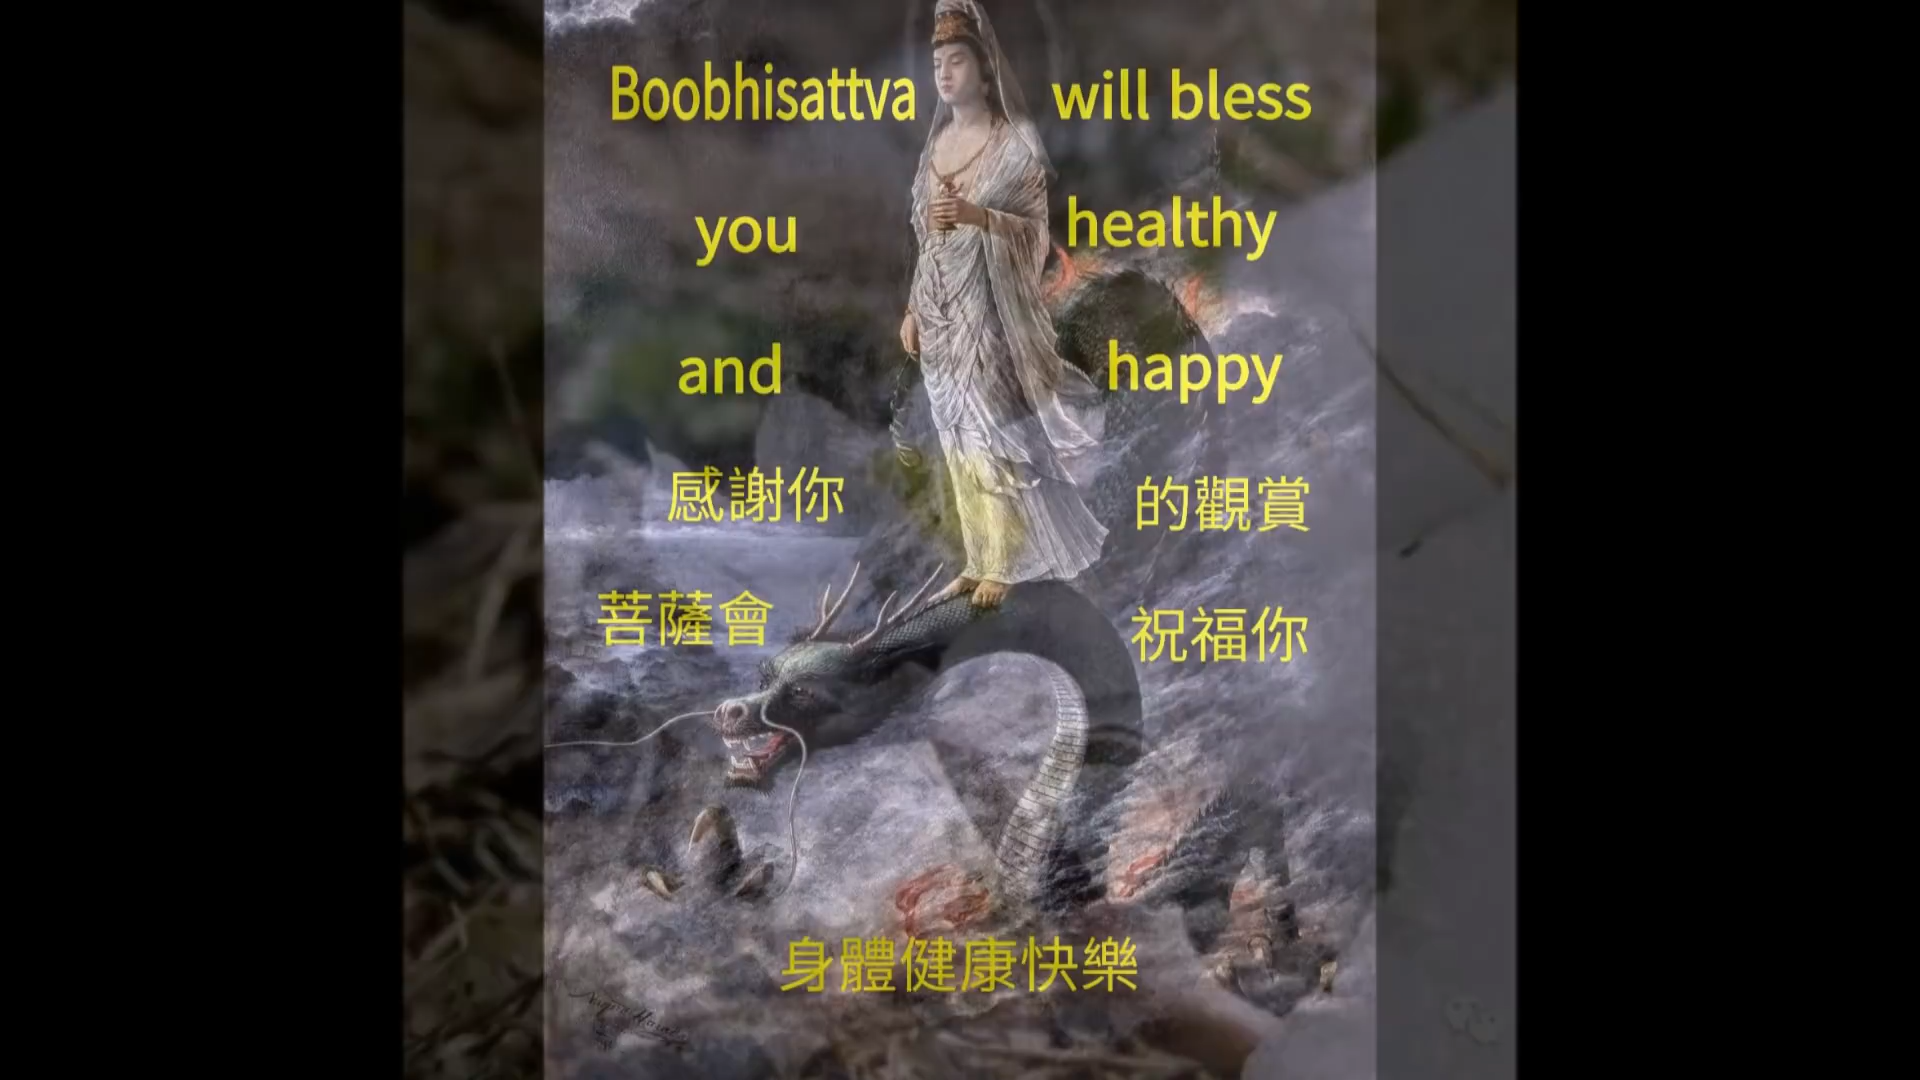 Boobhisattva will bless
you healthy
and happy
感謝你 的觀賞
菩薩會 祝福你
身體健康快樂